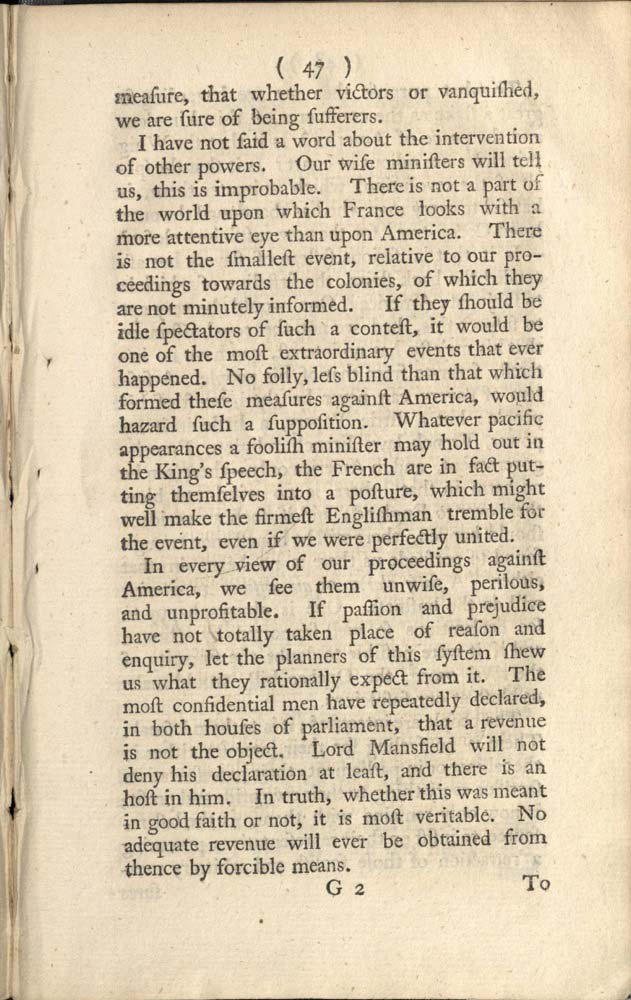 ( 47 )
meaſure, that whether victors or vanquiſhed,
we are ſure of being ſufferers.
I have not ſaid a word about the intervention
of other powers. Our wiſe miniſters will tell
us, this is improbable. There is not a part of
the world upon which France looks with a
more attentive eye than upon America. There
is not the ſmalleſt event, relative to our pro-
ceedings towards the colonies, of which they
are not minutely informed. If they ſhould be
idle ſpectators of ſuch a conteſt, it would be
one of the moſt extraordinary events that ever
happened. No folly, leſs blind than that which
formed theſe meaſures againſt America, would
hazard ſuch a ſuppoſition. Whatever pacific
appearances a fooliſh miniſter may hold out in
the King's ſpeech, the French are in fact put-
ting themſelves into a poſture, which might
well make the firmeſt Engliſhman tremble for
the event, even if we were perfectly united.
In every view of our proceedings againſt
America, we ſee them unwiſe, perilous,
and unprofitable. If paſſion and prejudice
have not totally taken place of reaſon and
enquiry, let the planners of this ſyſtem ſhew
us what they rationally expect from it. The
moſt confidential men have repeatedly declared,
in both houſes of parliament, that a revenue
is not the object. Lord Mansfield will not
deny his declaration at leaſt, and there is an
hoſt in him. In truth, whether this was meant
in good faith or not, it is moſt veritable. No
adequate revenue will ever be obtained from
thence by forcible means.
G 2 To